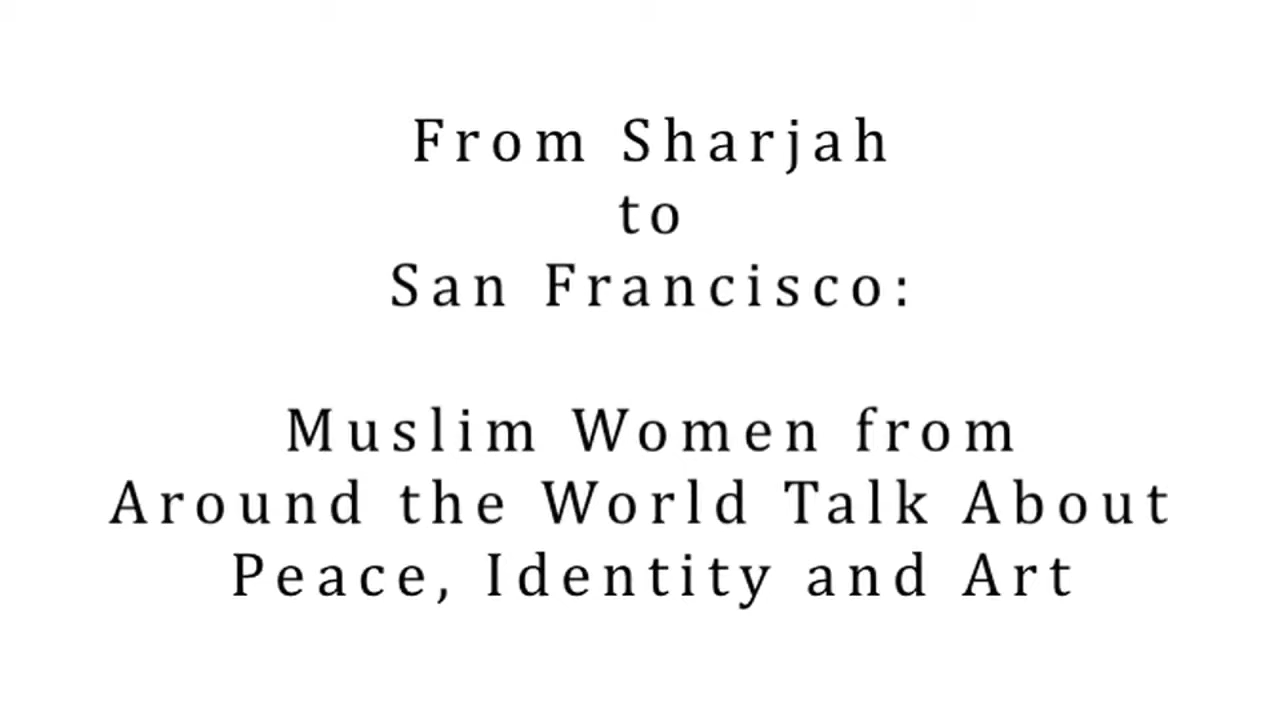 From Sharjah
to
San Francisco:
Muslim Women from
Around the World Talk About
Peace, Identity and Art